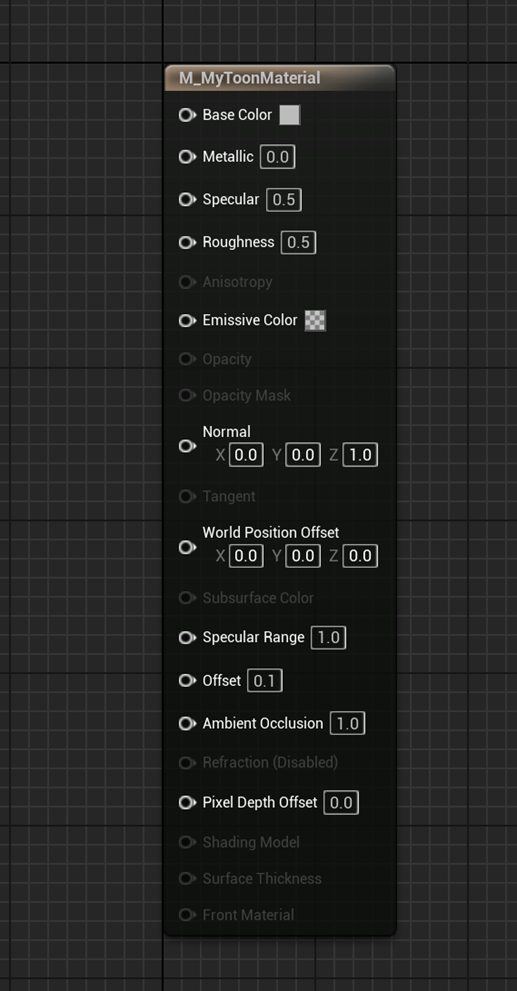 M_MyToonMaterial
Base Color
Metallic 0.0
Specular 0.5
Roughness 0.5
Anisotropy
Emissive Color
Opacity
Opacity Mask
Normal
X 0.0 Y 0.0 Z 1.0
Tangent
World Position Offset
X 0.0 Y 0.0 Z 0.0
Subsurface Color
Specular Range 1.0
Offset 0.1
Ambient Occlusion 1.0
Refraction (Disabled)
Pixel Depth Offset 0.0
Shading Model
Surface Thickness
Front Material